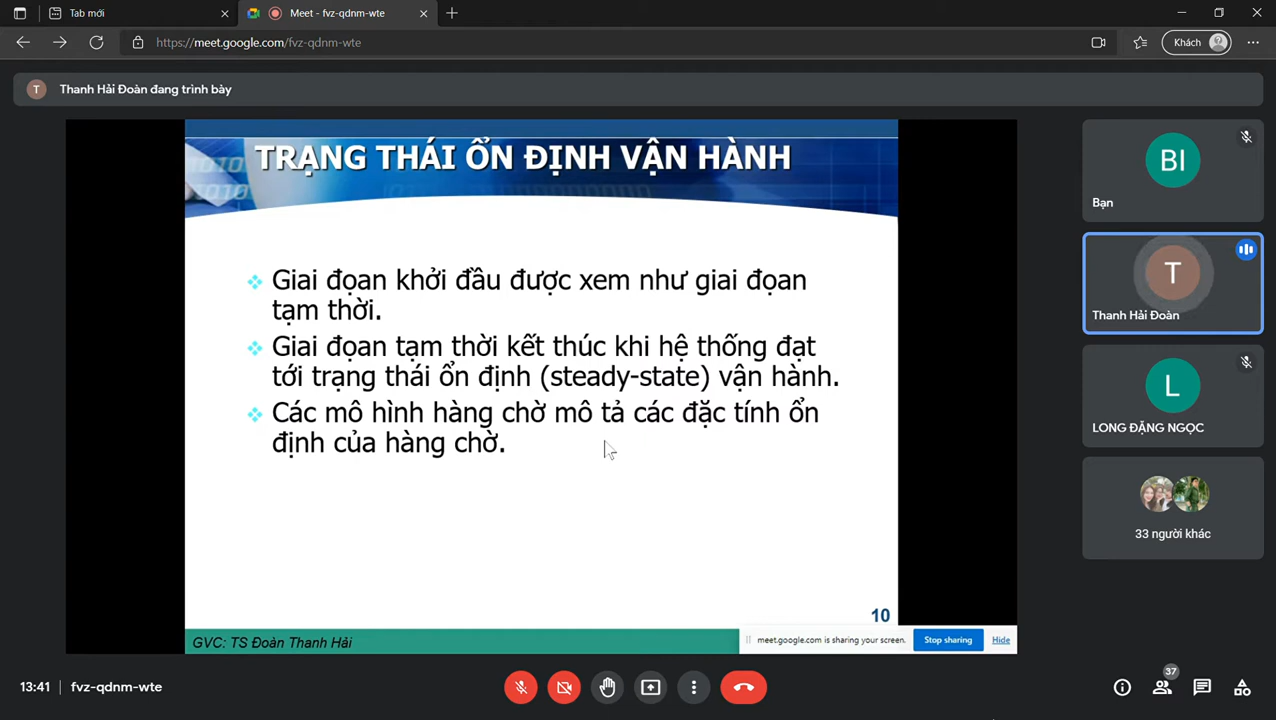 Tab mới
Meet - fvz-qdnm-wte
https://meet.google.com/fvz-qdnm-wte
Khách
T
Thanh Hải Đoàn đang trình bày
TRẠNG THÁI ỔN ĐỊNH VẬN HÀNH
Giai đọan khởi đầu được xem như giai đọan
tạm thời.
Giai đọan tạm thời kết thúc khi hệ thống đạt
tới trạng thái ổn định (steady-state) vận hành.
Các mô hình hàng chờ mô tả các đặc tính ổn
định của hàng chờ.
10
GVC: TS Đoàn Thanh Hải
meet.google.com is sharing your screen.
Stop sharing
Hide
BI
Bạn
T
Thanh Hải Đoàn
L
LONG ĐẶNG NGỌC
33 người khác
13:41 | fvz-qdnm-wte
37